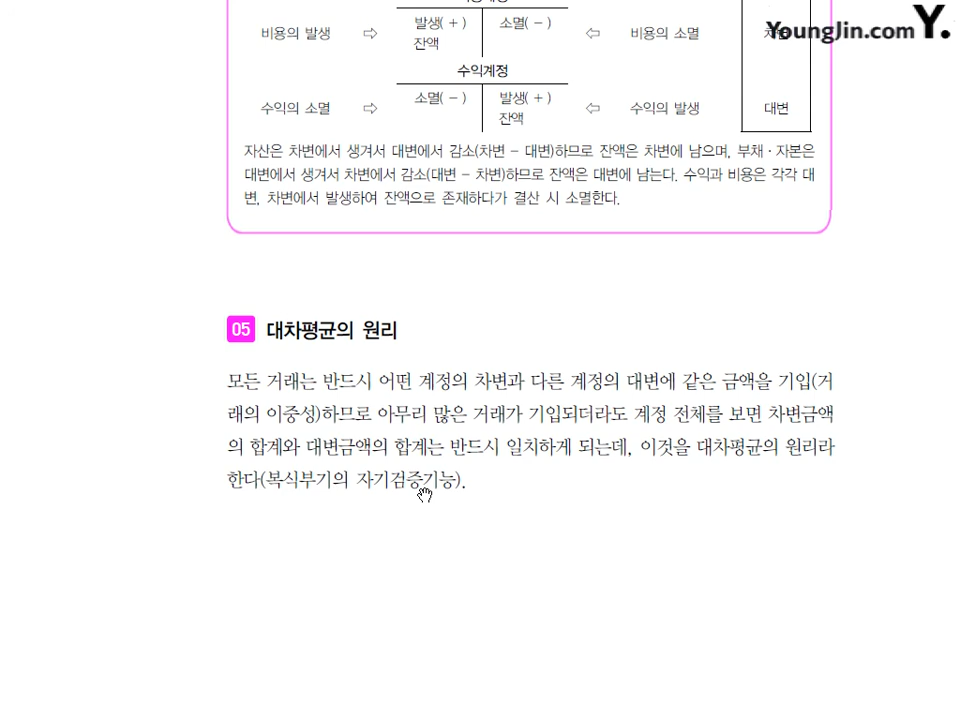 YoungJin.com Y.
비용의 발생 ⇨ 발생(+) 소멸(-) ⇦ 비용의 소멸
잔액
수익계정
수익의 소멸 ⇨ 소멸(-) 발생(+) ⇦ 수익의 발생 대변
잔액
자산은 차변에서 생겨서 대변에서 감소(차변 - 대변)하므로 잔액은 차변에 남으며, 부채·자본은
대변에서 생겨서 차변에서 감소(대변 - 차변)하므로 잔액은 대변에 남는다. 수익과 비용은 각각 대
변, 차변에서 발생하여 잔액으로 존재하다가 결산 시 소멸한다.
05 대차평균의 원리
모든 거래는 반드시 어떤 계정의 차변과 다른 계정의 대변에 같은 금액을 기입(거
래의 이중성)하므로 아무리 많은 거래가 기입되더라도 계정 전체를 보면 차변금액
의 합계와 대변금액의 합계는 반드시 일치하게 되는데, 이것을 대차평균의 원리라
한다(복식부기의 자기검증기능).